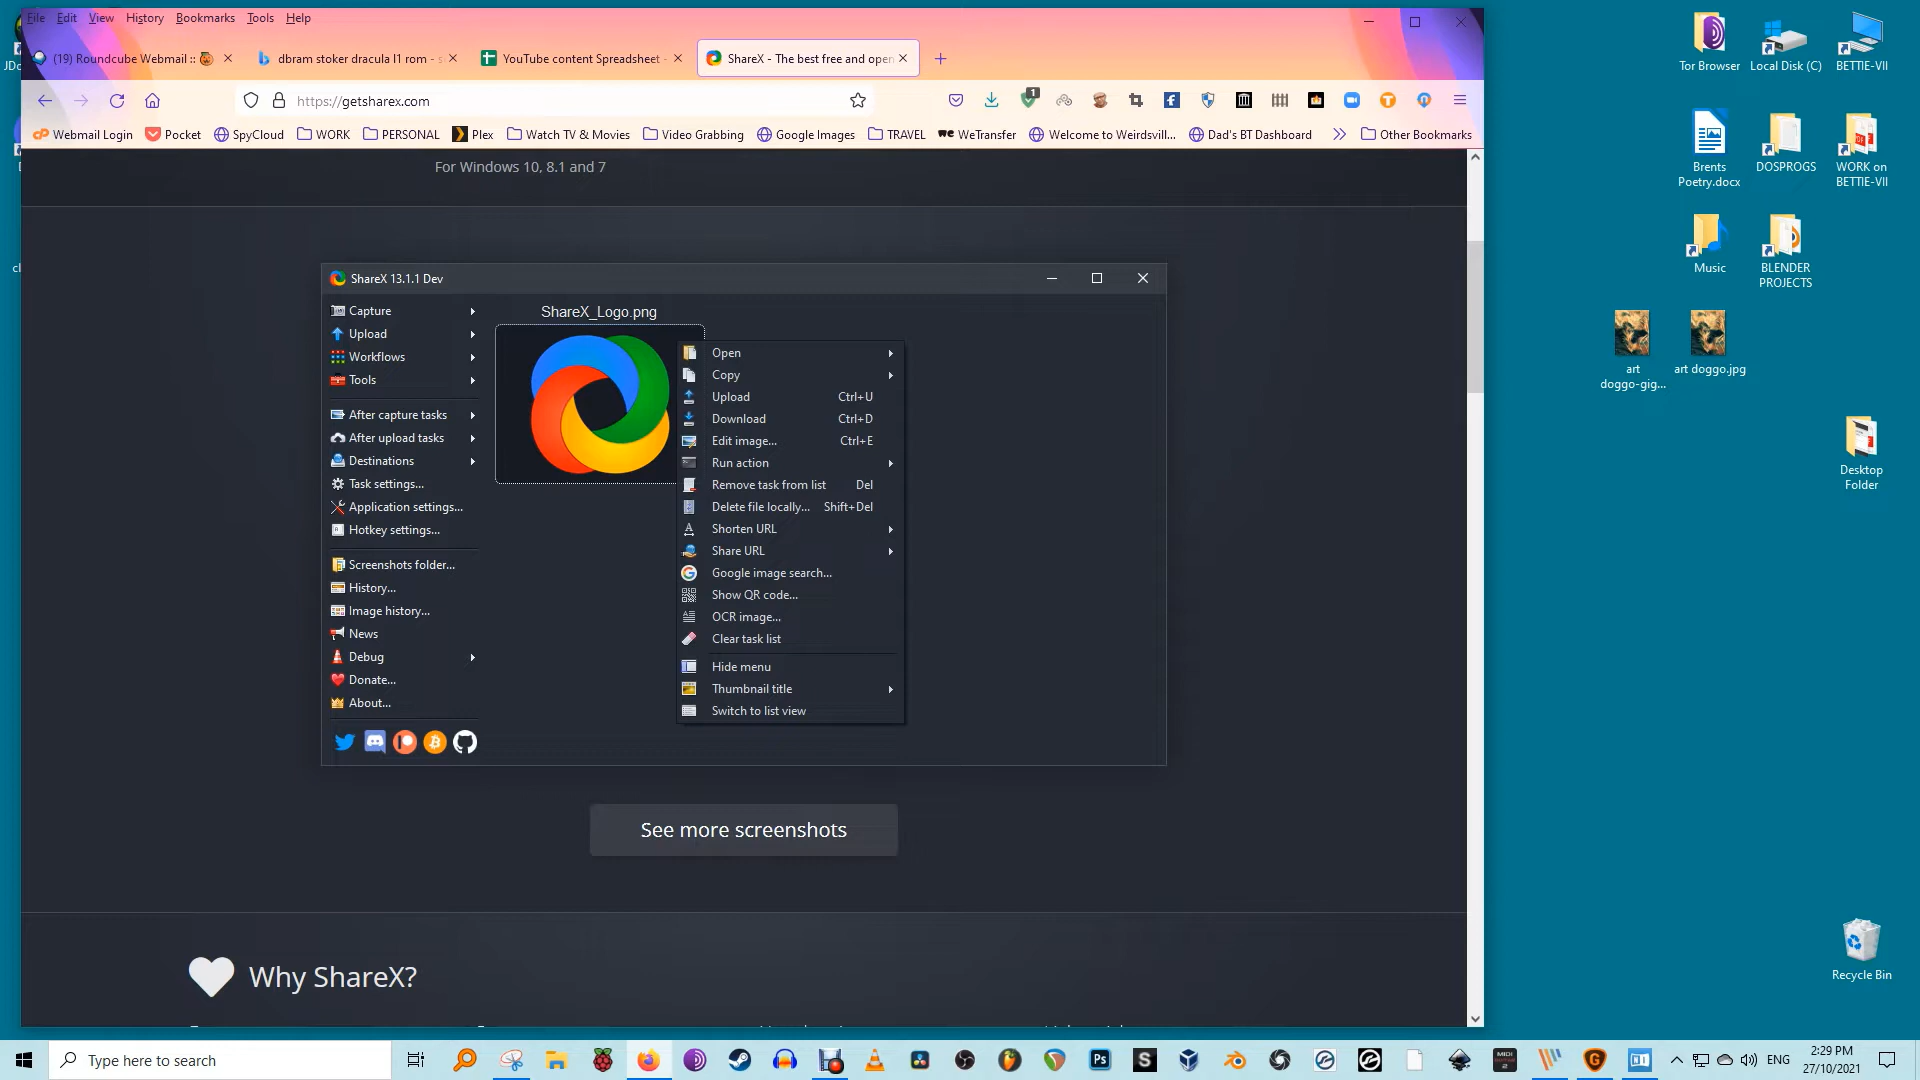 File Edit View History Bookmarks Tools Help
(19) Roundcube Webmail ::
dbram stoker dracula l1 rom - s
YouTube content Spreadsheet -
ShareX - The best free and open
https://getsharex.com
1
Webmail Login Pocket SpyCloud WORK PERSONAL Plex Watch TV & Movies Video Grabbing Google Images TRAVEL WeTransfer Welcome to Weirdsvill... Dad's BT Dashboard Other Bookmarks
For Windows 10, 8.1 and 7
ShareX 13.1.1 Dev
Capture
Upload
Workflows
Tools
After capture tasks
After upload tasks
Destinations
Task settings...
Application settings...
Hotkey settings...
Screenshots folder...
History...
Image history...
News
Debug
Donate...
About...
ShareX_Logo.png
Open
Copy
Upload Ctrl+U
Download Ctrl+D
Edit image... Ctrl+E
Run action
Remove task from list Del
Delete file locally... Shift+Del
Shorten URL
Share URL
Google image search...
Show QR code...
OCR image...
Clear task list
Hide menu
Thumbnail title
Switch to list view
See more screenshots
Why ShareX?
Tor Browser
Local Disk (C)
BETTIE-VII
Brents
Poetry.docx
DOSPROGS
WORK on
BETTIE-VII
Music
BLENDER
PROJECTS
art
doggo-gig...
art doggo.jpg
Desktop
Folder
Recycle Bin
Type here to search
Ps
S
MIDI
2
G
ENG
2:29 PM
27/10/2021